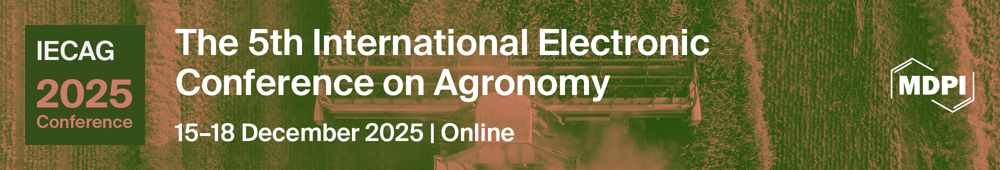 IECAG
2025
Conference
The 5th International Electronic
Conference on Agronomy
15–18 December 2025 | Online
MDPI